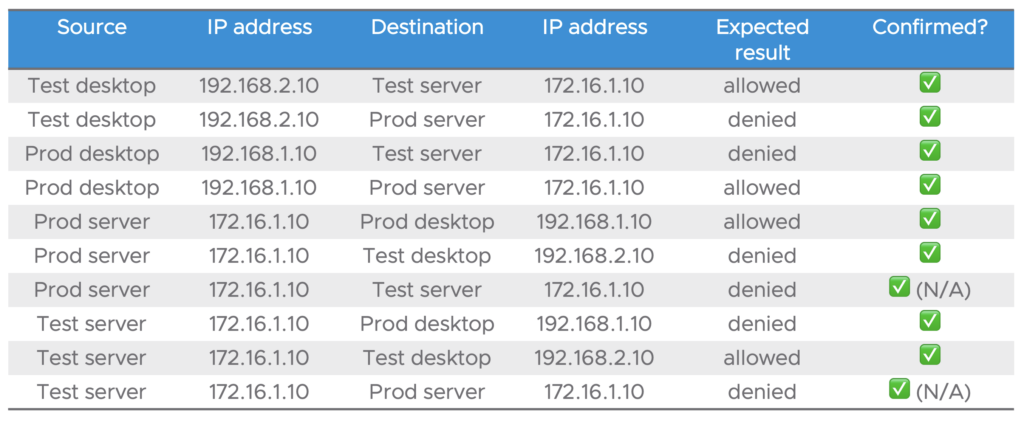 Source IP address Destination IP address Expected result Confirmed?
Test desktop 192.168.2.10 Test server 172.16.1.10 allowed ✅
Test desktop 192.168.2.10 Prod server 172.16.1.10 denied ✅
Prod desktop 192.168.1.10 Test server 172.16.1.10 denied ✅
Prod desktop 192.168.1.10 Prod server 172.16.1.10 allowed ✅
Prod server 172.16.1.10 Prod desktop 192.168.1.10 allowed ✅
Prod server 172.16.1.10 Test desktop 192.168.2.10 denied ✅
Prod server 172.16.1.10 Test server 172.16.1.10 denied ✅ (N/A)
Test server 172.16.1.10 Prod desktop 192.168.1.10 denied ✅
Test server 172.16.1.10 Test desktop 192.168.2.10 allowed ✅
Test server 172.16.1.10 Prod server 172.16.1.10 denied ✅ (N/A)